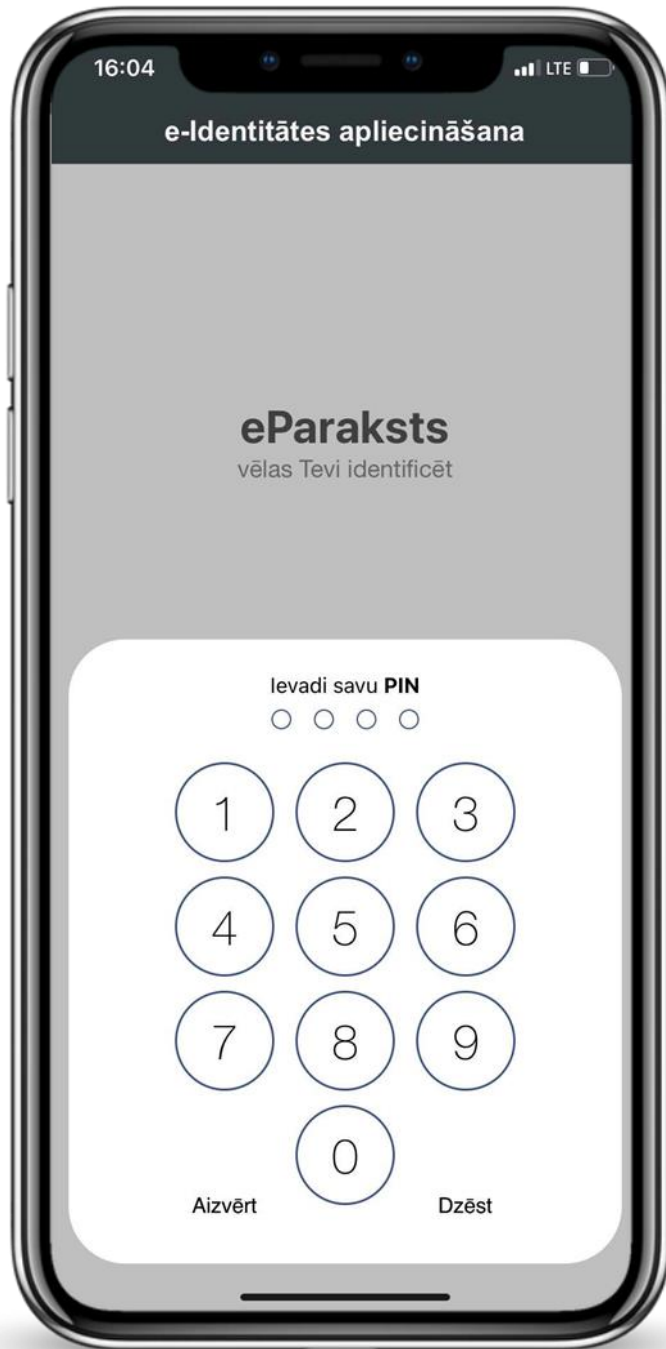 16:04 LTE
e-Identitātes apliecināšana
eParaksts
vēlas Tevi identificēt
Ievadi savu PIN
1 2 3
4 5 6
7 8 9
0
Aizvērt Dzēst